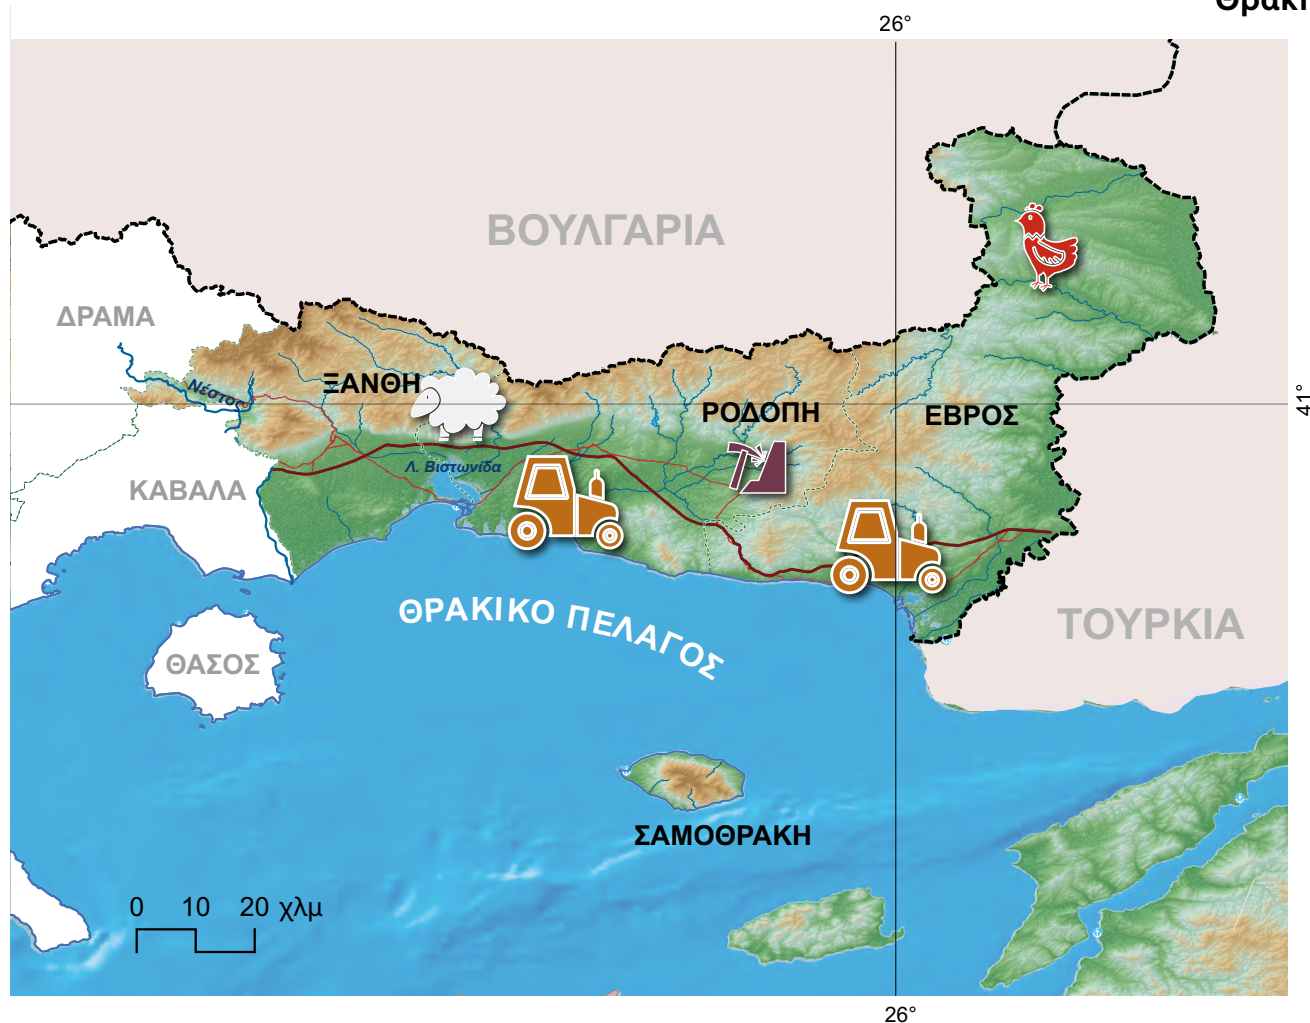 Θράκη
26°
ΒΟΥΛΓΑΡΙΑ
ΔΡΑΜΑ
ΞΑΝΘΗ
Νέστος
ΡΟΔΟΠΗ
ΕΒΡΟΣ
41°
Λ. Βιστωνίδα
ΚΑΒΑΛΑ
ΘΡΑΚΙΚΟ ΠΕΛΑΓΟΣ
ΤΟΥΡΚΙΑ
ΘΑΣΟΣ
ΣΑΜΟΘΡΑΚΗ
0 10 20 χλμ
26°